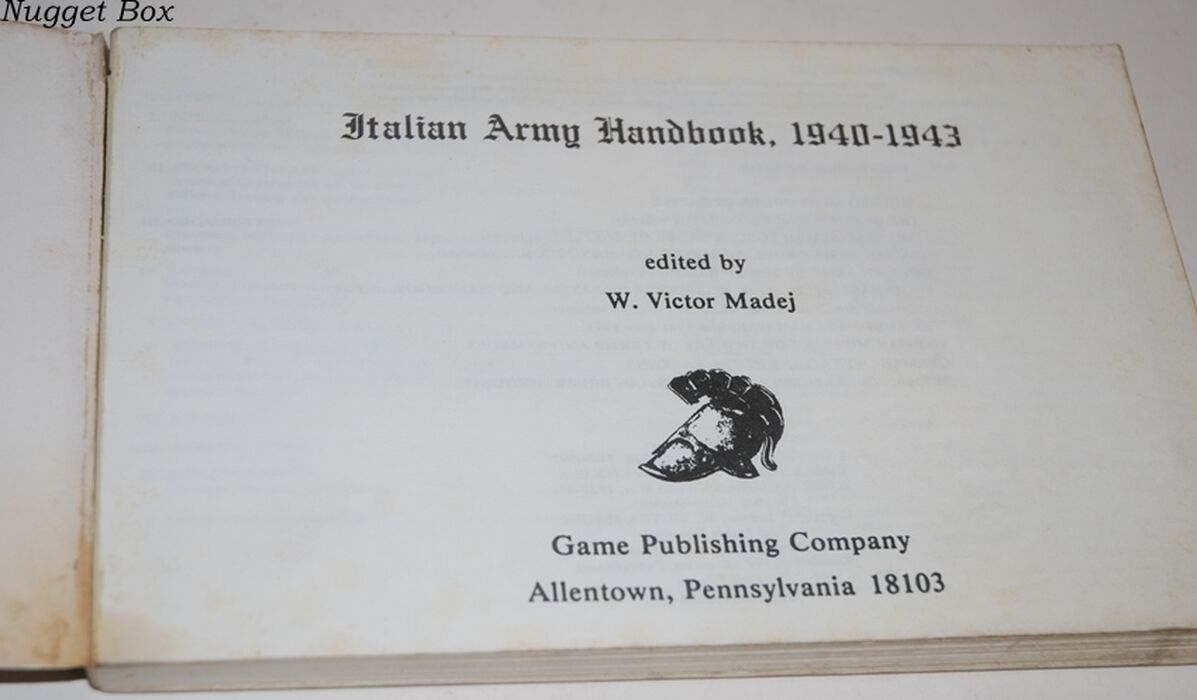 Nugget Box
Italian Army Handbook, 1940-1943
edited by
W. Victor Madej
Game Publishing Company
Allentown, Pennsylvania 18103